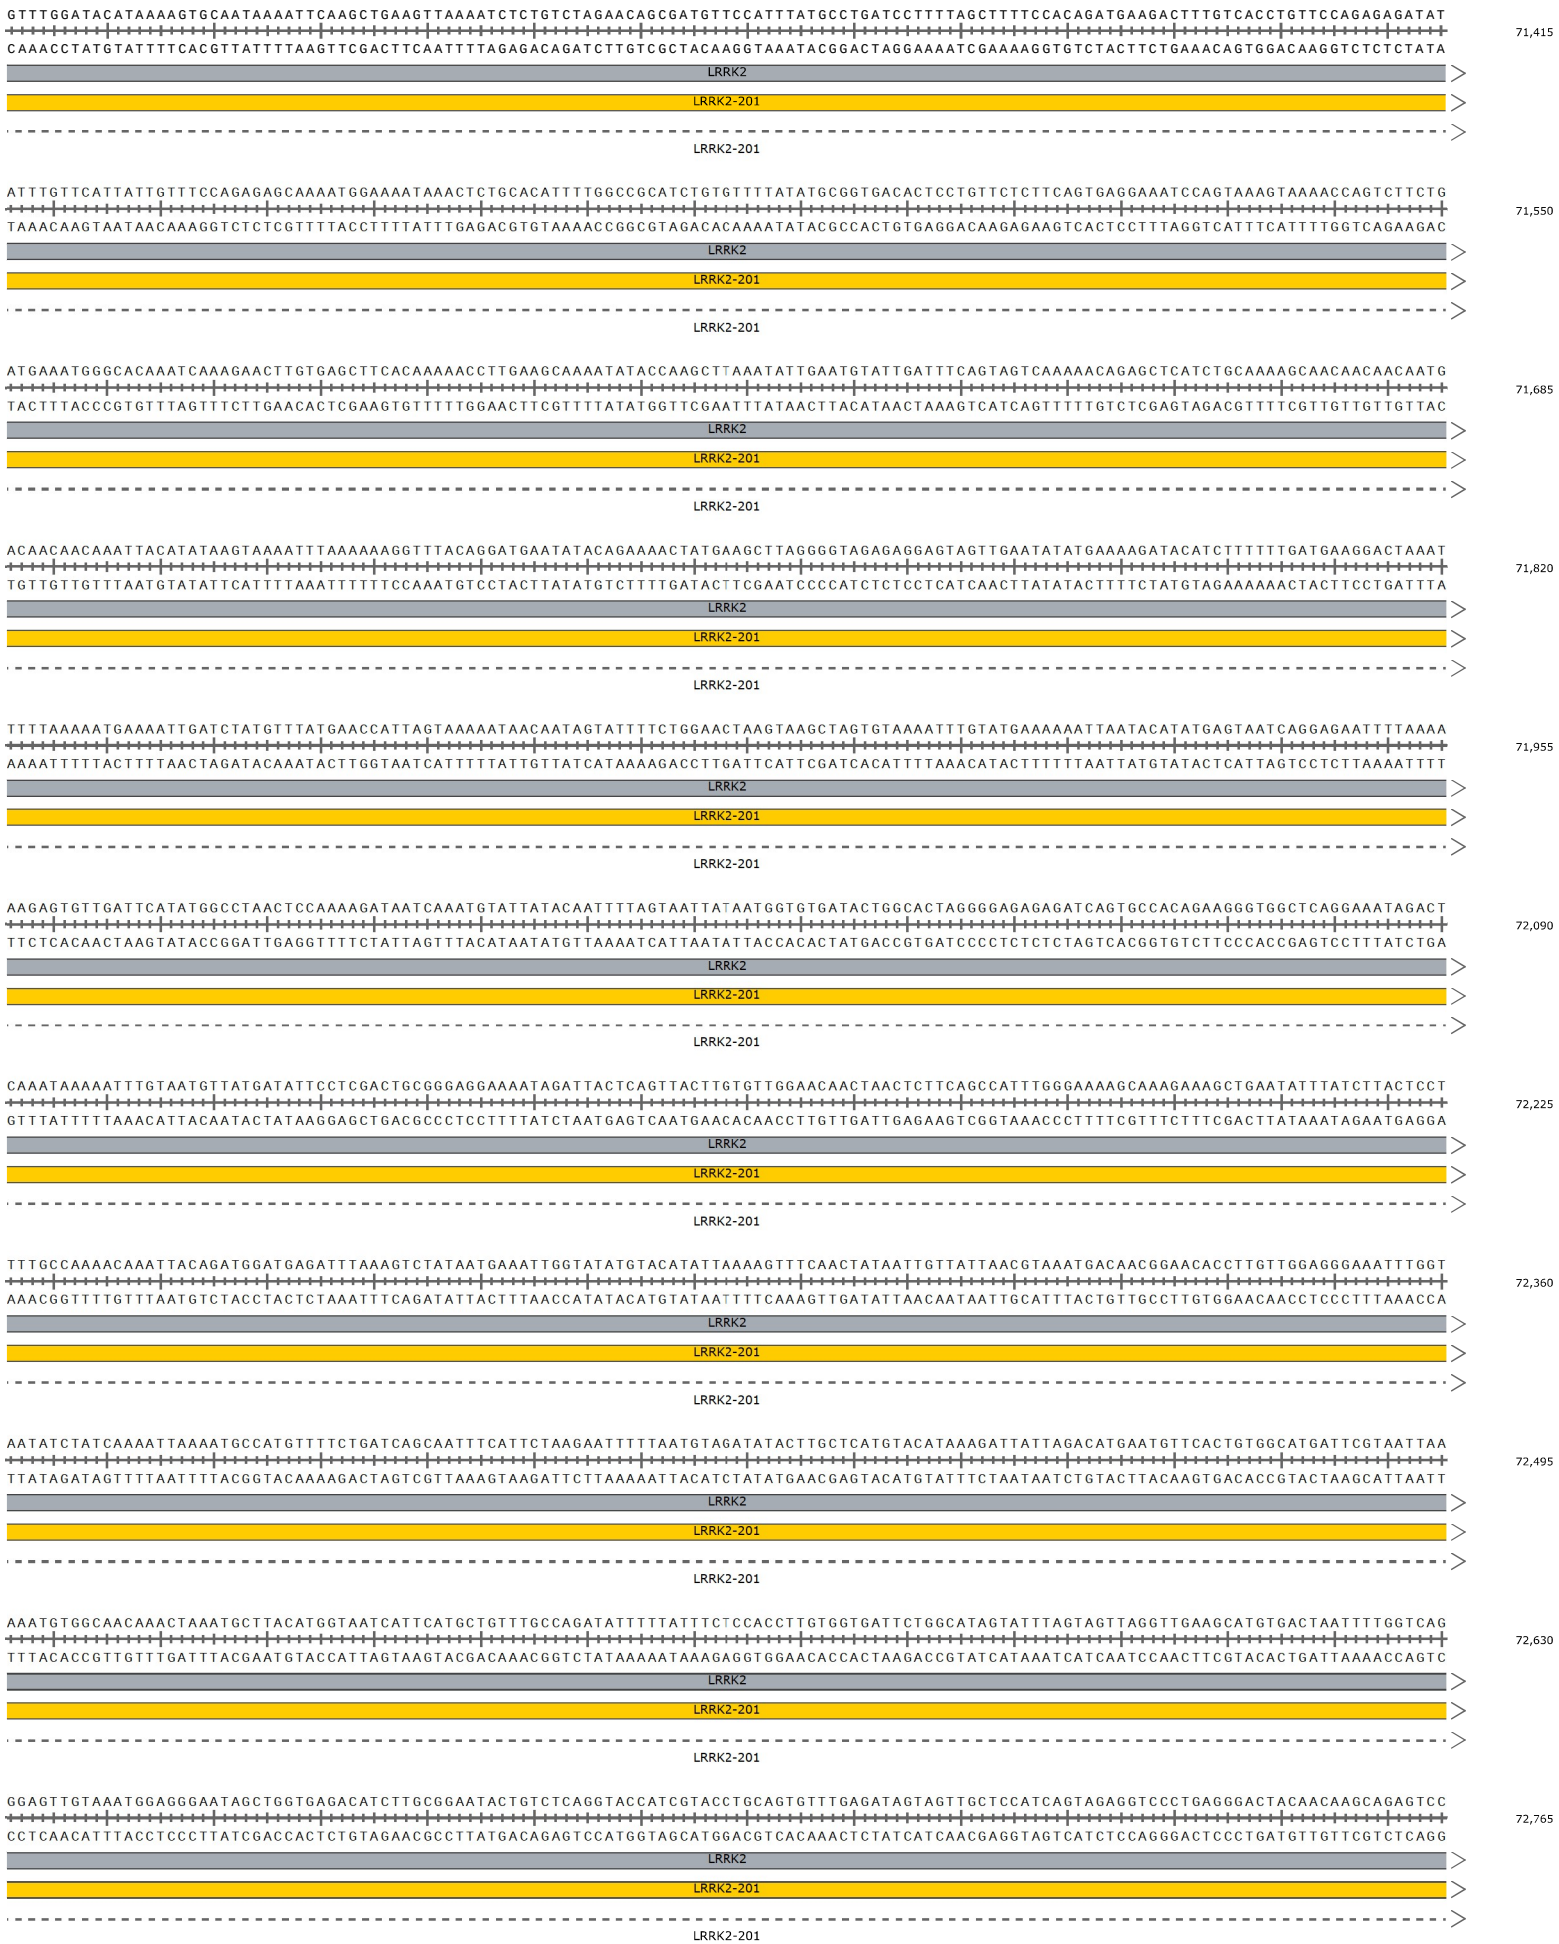 GTTTGGATACATAAAAGTGCAATAAAATTCAAGCTGAAGTTAAAATCTCTGTCTAGAACAGCGATGTTCCATTTATGCCTGATCCTTTTAGCTTTTCCACAGATGAAGACTTTGTCACCTGTTCCAGAGAGATAT
71,415
CAAACCTATGTATTTTCACGTTATTTTAAGTTCGACTTCAATTTTAGAGACAGATCTTGTCGCTACAAGGTAAATACGGACTAGGAAAATCGAAAAGGTGTCTACTTCTGAAACAGTGGACAAGGTCTCTCTATA
LRRK2
LRRK2-201
LRRK2-201
ATTTGTTCATTATTGTTTCCAGAGAGCAAAATGGAAAATAAACTCTGCACATTTTGGCCGCATCTGTGTTTTATATGCGGTGACACTCCTGTTCTCTTCAGTGAGGAAATCCAGTAAAGTAAAACCAGTCTTCTG
71,550
TAAACAAGTAATAACAAAGGTCTCTCGTTTTACCTTTTATTTGAGACGTGTAAAACCGGCGTAGACACAAAATATACGCCACTGTGAGGACAAGAGAAGTCACTCCTTTAGGTCATTTCATTTTGGTCAGAAGAC
LRRK2
LRRK2-201
LRRK2-201
ATGAAATGGGCACAAATCAAAGAACTTGTGAGCTTCACAAAAACCTTGAAGCAAAATATACCAAGCTTAAATATTGAATGTATTGATTTCAGTAGTCAAAAACAGAGCTCATCTGCAAAAGCAACAACAACAATG
71,685
TACTTTACCCGTGTTTAGTTTCTTGAACACTCGAAGTGTTTTTGGAACTTCGTTTTATATGGTTCGAATTTATAACTTACATAACTAAAGTCATCAGTTTTTGTCTCGAGTAGACGTTTTCGTTGTTGTTGTTAC
LRRK2
LRRK2-201
LRRK2-201
ACAACAACAAATTACATATAAGTAAAATTTAAAAAAGGTTTACAGGATGAATATACAGAAAACTATGAAGCTTAGGGGTAGAGAGGAGTAGTTGAATATATGAAAAGATACATCTTTTTTGATGAAGGACTAAAT
71,820
TGTTGTTGTTTAATGTATATTCATTTTAAATTTTTTCCAAATGTCCTACTTATATGTCTTTTGATACTTCGAATCCCCATCTCTCCTCATCAACTTATATACTTTTCTATGTAGAAAAAACTACTTCCTGATTTA
LRRK2
LRRK2-201
LRRK2-201
TTTTAAAAATGAAAATTGATCTATGTTTATGAACCATTAGTAAAAATAACAATAGTATTTTCTGGAACTAAGTAAGCTAGTGTAAAATTTGTATGAAAAAATTAATACATATGAGTAATCAGGAGAATTTTAAAA
71,955
AAAATTTTTACTTTTAACTAGATACAAATACTTGGTAATCATTTTTATTGTTATCATAAAAGACCTTGATTCATTCGATCACATTTTAAACATACTTTTTTAATTATGTATACTCATTAGTCCTCTTAAAATTTT
LRRK2
LRRK2-201
LRRK2-201
AAGAGTGTTGATTCATATGGCCTAACTCCAAAAGATAATCAAATGTATTATACAATTTTAGTAATTATAATGGTGTGATACTGGCACTAGGGGAGAGAGATCAGTGCCACAGAAGGGTGGCTCAGGAAATAGACT
72,090
TTCTCACAACTAAGTATACCGGATTGAGGTTTTCTATTAGTTTACATAATATGTTAAAATCATTAATATTACCACACTATGACCGTGATCCCCTCTCTCTAGTCACGGTGTCTTCCCACCGAGTCCTTTATCTGA
LRRK2
LRRK2-201
LRRK2-201
CAAATAAAAATTTGTAATGTTATGATATTCCTCGACTGCGGGAGGAAAATAGATTACTCAGTTACTTGTGTTGGAACAACTAACTCTTCAGCCATTTGGGAAAAGCAAAGAAAGCTGAATATTTATCTTACTCCT
72,225
GTTTATTTTTAAACATTACAATACTATAAGGAGCTGACGCCCTCCTTTTATCTAATGAGTCAATGAACACAACCTTGTTGATTGAGAAGTCGGTAAACCCTTTTCGTTTCTTTCGACTTATAAATAGAATGAGGA
LRRK2
LRRK2-201
LRRK2-201
TTTGCCAAAACAAATTACAGATGGATGAGATTTAAAGTCTATAATGAAATTGGTATATGTACATATTAAAAGTTTCAACTATAATTGTTATTAACGTAAATGACAACGGAACACCTTGTTGGAGGGAAATTTGGT
72,360
AAACGGTTTTGTTTAATGTCTACCTACTCTAAATTTCAGATATTACTTTAACCATATACATGTATAATTTTCAAAGTTGATATTAACAATAATTGCATTTACTGTTGCCTTGTGGAACAACCTCCCTTTAAACCA
LRRK2
LRRK2-201
LRRK2-201
AATATCTATCAAAATTAAAATGCCATGTTTTCTGATCAGCAATTTCATTCTAAGAATTTTTAATGTAGATATACTTGCTCATGTACATAAAGATTATTAGACATGAATGTTCACTGTGGCATGATTCGTAATTAA
72,495
TTATAGATAGTTTTAATTTTACGGTACAAAAGACTAGTCGTTAAAGTAAGATTCTTAAAAATTACATCTATATGAACGAGTACATGTATTTCTAATAATCTGTACTTACAAGTGACACCGTACTAAGCATTAATT
LRRK2
LRRK2-201
LRRK2-201
AAATGTGGCAACAAACTAAATGCTTACATGGTAATCATTCATGCTGTTTGCCAGATATTTTTATTTCTCCACCTTGTGGTGATTCTGGCATAGTATTTAGTAGTTAGGTTGAAGCATGTGACTAATTTTGGTCAG
72,630
TTTACACCGTTGTTTGATTTACGAATGTACCATTAGTAAGTACGACAAACGGTCTATAAAAATAAAGAGGTGGAACACCACTAAGACCGTATCATAAATCATCAATCCAACTTCGTACACTGATTAAAACCAGTC
LRRK2
LRRK2-201
LRRK2-201
GGAGTTGTAAATGGAGGGAATAGCTGGTGAGACATCTTGCGGAATACTGTCTCAGGTACCATCGTACCTGCAGTGTTTGAGATAGTAGTTGCTCCATCAGTAGAGGTCCCTGAGGGACTACAACAAGCAGAGTCC
72,765
CCTCAACATTTACCTCCCTTATCGACCACTCTGTAGAACGCCTTATGACAGAGTCCATGGTAGCATGGACGTCACAAACTCTATCATCAACGAGGTAGTCATCTCCAGGGACTCCCTGATGTTGTTCGTCTCAGG
LRRK2
LRRK2-201
LRRK2-201